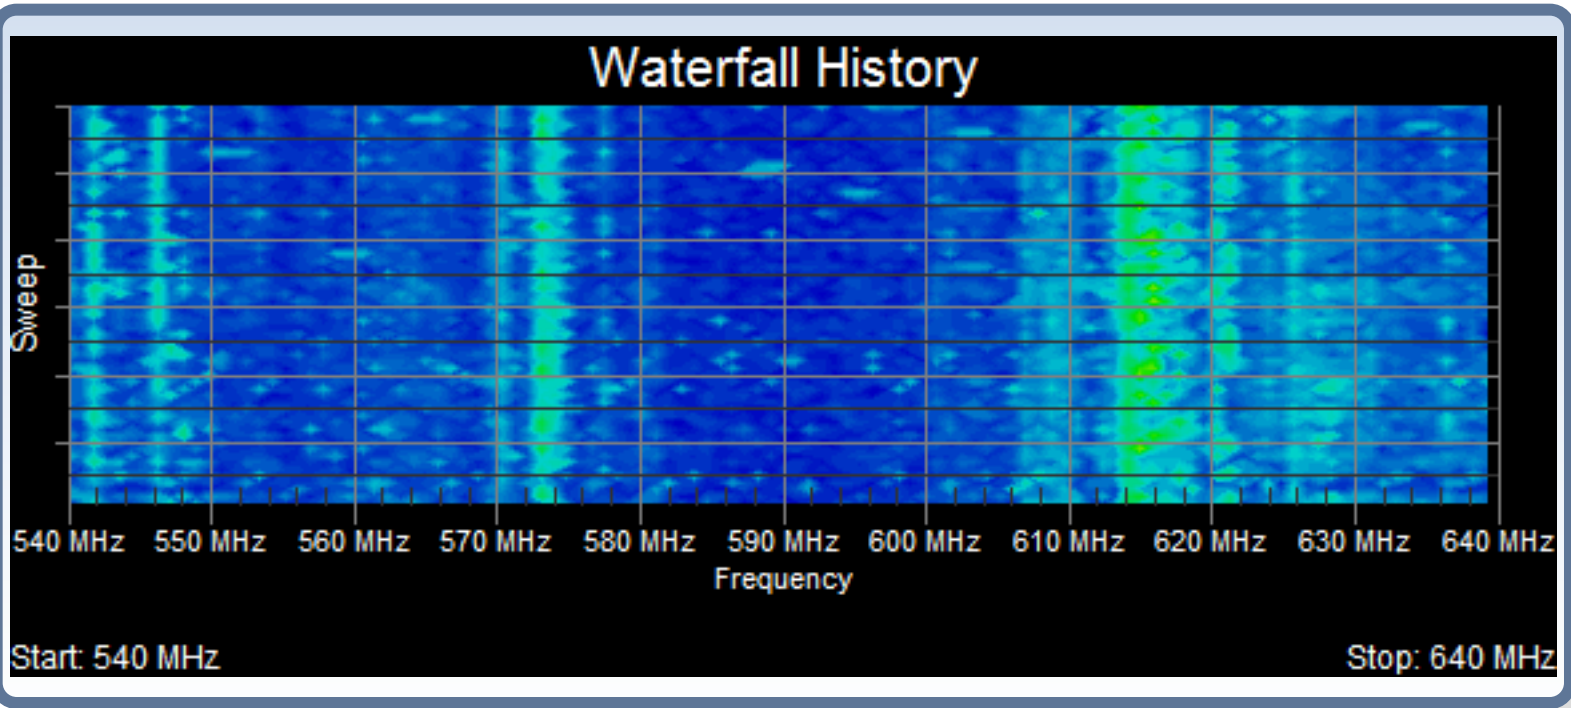 Waterfall History
Sweep
540 MHz 550 MHz 560 MHz 570 MHz 580 MHz 590 MHz 600 MHz 610 MHz 620 MHz 630 MHz 640 MHz
Frequency
Start: 540 MHz Stop: 640 MHz